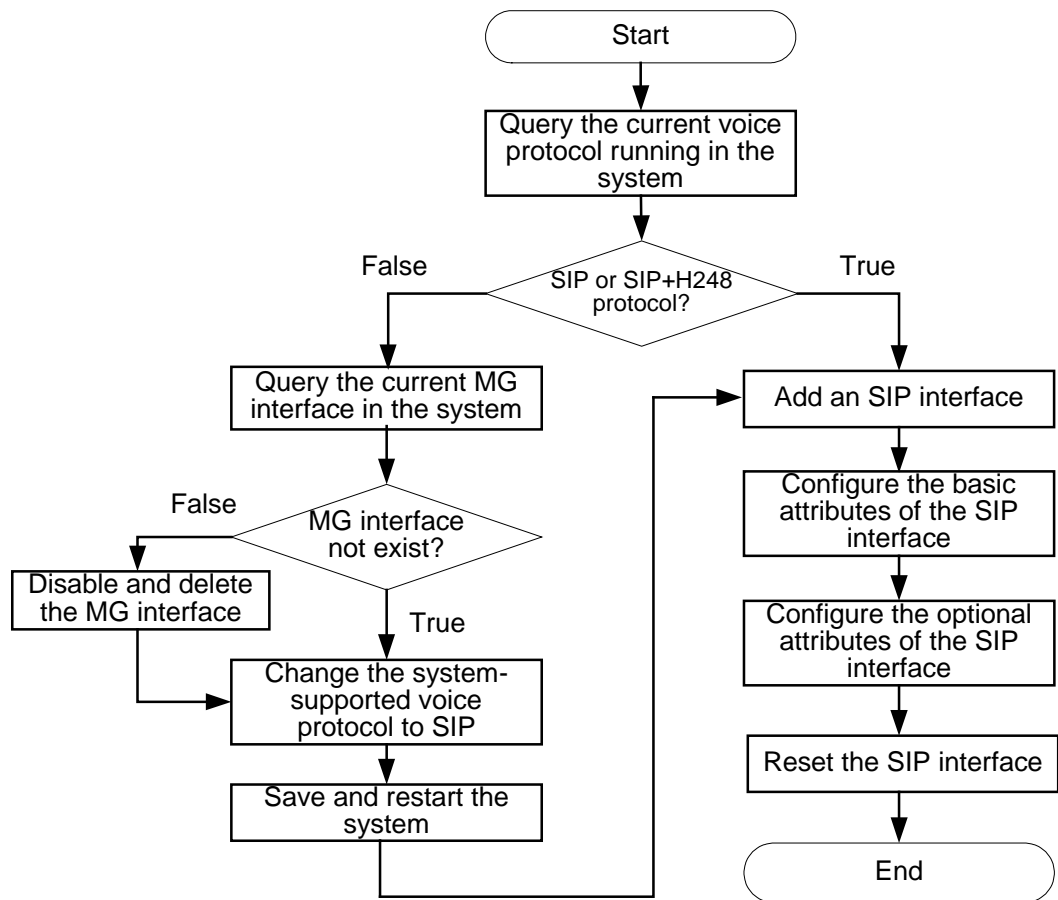 Start
Query the current voice
protocol running in the
system
False
True
SIP or SIP+H248
protocol?
Query the current MG
interface in the system
Add an SIP interface
False
MG interface
not exist?
Configure the basic
attributes of the SIP
interface
Disable and delete
the MG interface
True
Configure the optional
attributes of the SIP
interface
Change the system-
supported voice
protocol to SIP
Reset the SIP interface
Save and restart the
system
End